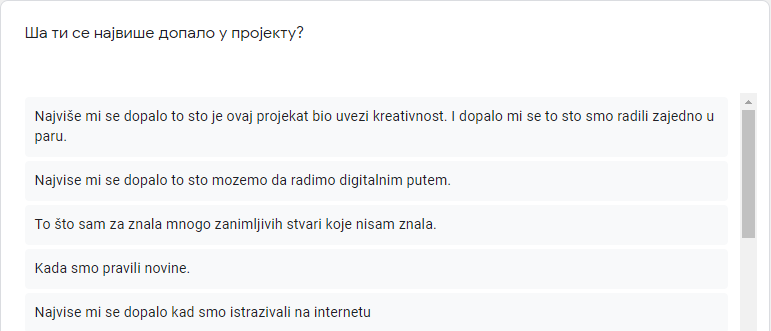 Ша ти се највише допало у пројекту?
Najviše mi se dopalo to sto je ovaj projekat bio uvezi kreativnost. I dopalo mi se to sto smo radili zajedno u
paru.
Najvise mi se dopalo to sto mozemo da radimo digitalnim putem.
To što sam za znala mnogo zanimljivih stvari koje nisam znala.
Kada smo pravili novine.
Najvise mi se dopalo kad smo istrazivali na internetu